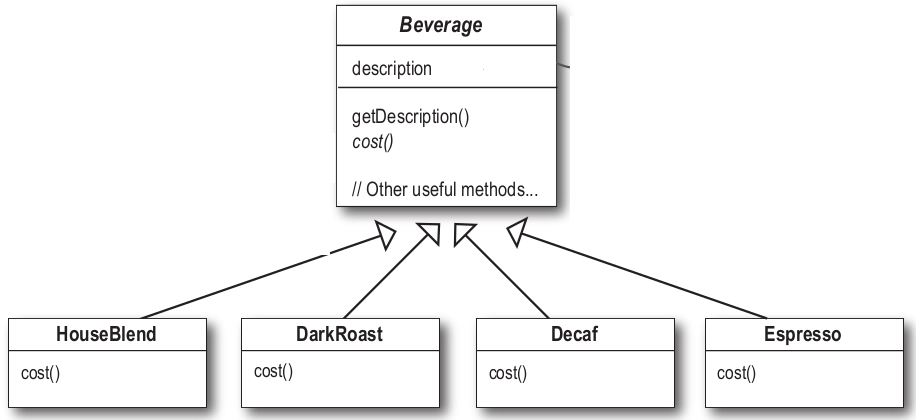 Beverage
description
getDescription()
cost()
// Other useful methods...
HouseBlend
cost()
DarkRoast
cost()
Decaf
cost()
Espresso
cost()